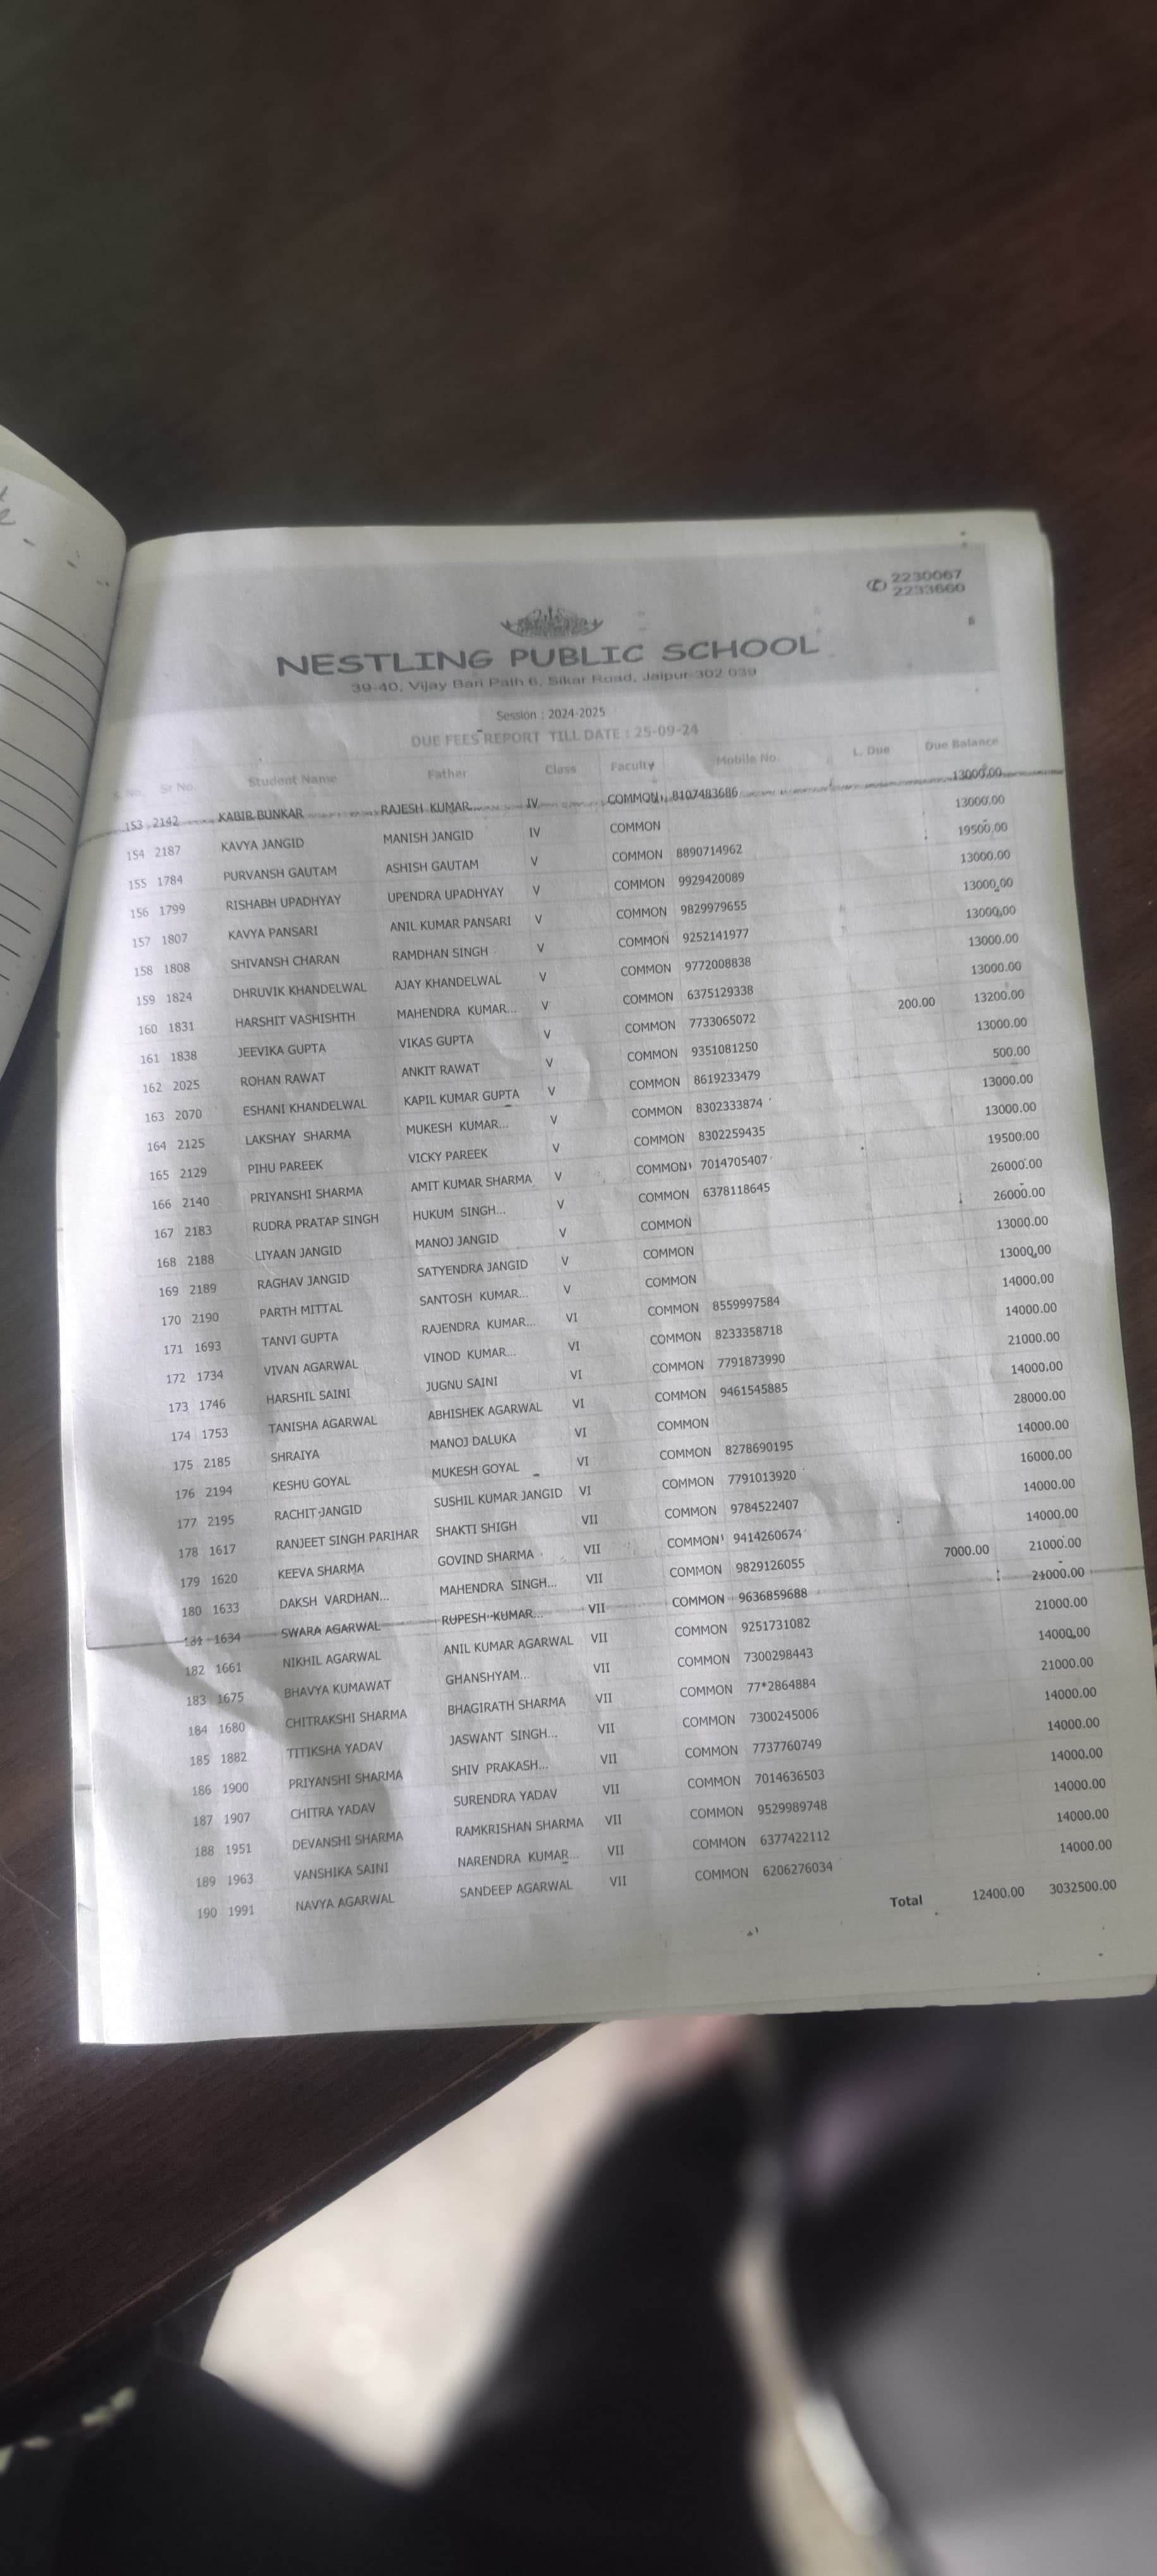 2230067
2233660
6
NESTLING PUBLIC SCHOOL
39-40, Vijay Bari Path 6, Sikar Road, Jaipur-302 039
Session : 2024-2025
DUE FEES REPORT TILL DATE : 25-09-24
S.No. Sr No. Student Name Father Class Faculty Mobile No. L. Due Due Balance
153 2142 KABIR BUNKAR RAJESH KUMAR IV COMMON 8107483686 13000.00
154 2187 KAVYA JANGID MANISH JANGID IV COMMON 13000.00
155 1784 PURVANSH GAUTAM ASHISH GAUTAM V COMMON 8890714962 19500.00
156 1799 RISHABH UPADHYAY UPENDRA UPADHYAY V COMMON 9929420089 13000.00
157 1807 KAVYA PANSARI ANIL KUMAR PANSARI V COMMON 9829979655 13000.00
158 1808 SHIVANSH CHARAN RAMDHAN SINGH V COMMON 9252141977 13000.00
159 1824 DHRUVIK KHANDELWAL AJAY KHANDELWAL V COMMON 9772008838 13000.00
160 1831 HARSHIT VASHISHTH MAHENDRA KUMAR... V COMMON 6375129338 13000.00
161 1838 JEEVIKA GUPTA VIKAS GUPTA V COMMON 7733065072 200.00 13200.00
162 2025 ROHAN RAWAT ANKIT RAWAT V COMMON 9351081250 13000.00
163 2070 ESHANI KHANDELWAL KAPIL KUMAR GUPTA V COMMON 8619233479 500.00
164 2125 LAKSHAY SHARMA MUKESH KUMAR... V COMMON 8302333874 13000.00
165 2129 PIHU PAREEK VICKY PAREEK V COMMON 8302259435 13000.00
166 2140 PRIYANSHI SHARMA AMIT KUMAR SHARMA V COMMON 7014705407 19500.00
167 2183 RUDRA PRATAP SINGH HUKUM SINGH... V COMMON 6378118645 26000.00
168 2188 LIYAAN JANGID MANOJ JANGID V COMMON 26000.00
169 2189 RAGHAV JANGID SATYENDRA JANGID V COMMON 13000.00
170 2190 PARTH MITTAL SANTOSH KUMAR... V COMMON 13000.00
171 1693 TANVI GUPTA RAJENDRA KUMAR... VI COMMON 8559997584 14000.00
172 1734 VIVAN AGARWAL VINOD KUMAR... VI COMMON 8233358718 14000.00
173 1746 HARSHIL SAINI JUGNU SAINI VI COMMON 7791873990 21000.00
174 1753 TANISHA AGARWAL ABHISHEK AGARWAL VI COMMON 9461545885 14000.00
175 2185 SHRAIYA MANOJ DALUKA VI COMMON 28000.00
176 2194 KESHU GOYAL MUKESH GOYAL VI COMMON 8278690195 14000.00
177 2195 RACHIT JANGID SUSHIL KUMAR JANGID VI COMMON 7791013920 16000.00
178 1617 RANJEET SINGH PARIHAR SHAKTI SHIGH VII COMMON 9784522407 14000.00
179 1620 KEEVA SHARMA GOVIND SHARMA VII COMMON 9414260674 14000.00
180 1633 DAKSH VARDHAN... MAHENDRA SINGH... VII COMMON 9829126055 7000.00 21000.00
181 1634 SWARA AGARWAL RUPESH KUMAR... VII COMMON 9636859688 21000.00
182 1661 NIKHIL AGARWAL ANIL KUMAR AGARWAL VII COMMON 9251731082 21000.00
183 1675 BHAVYA KUMAWAT GHANSHYAM... VII COMMON 7300298443 14000.00
184 1680 CHITRAKSHI SHARMA BHAGIRATH SHARMA VII COMMON 77*2864884 21000.00
185 1882 TITIKSHA YADAV JASWANT SINGH... VII COMMON 7300245006 14000.00
186 1900 PRIYANSHI SHARMA SHIV PRAKASH... VII COMMON 7737760749 14000.00
187 1907 CHITRA YADAV SURENDRA YADAV VII COMMON 7014636503 14000.00
188 1951 DEVANSHI SHARMA RAMKRISHAN SHARMA VII COMMON 9529989748 14000.00
189 1963 VANSHIKA SAINI NARENDRA KUMAR... VII COMMON 6377422112 14000.00
190 1991 NAVYA AGARWAL SANDEEP AGARWAL VII COMMON 6206276034 14000.00
Total 12400.00 3032500.00